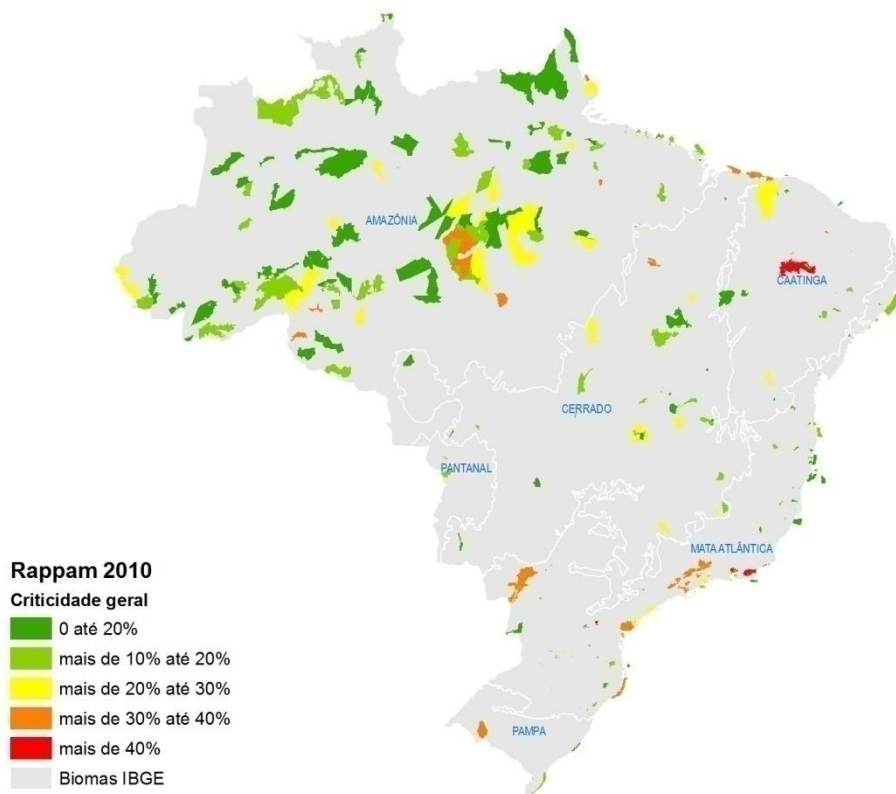 AMAZÔNIA
CAATINGA
CERRADO
PANTANAL
MATA ATLÂNTICA
PAMPA
Rappam 2010
Criticidade geral
0 até 20%
mais de 10% até 20%
mais de 20% até 30%
mais de 30% até 40%
mais de 40%
Biomas IBGE